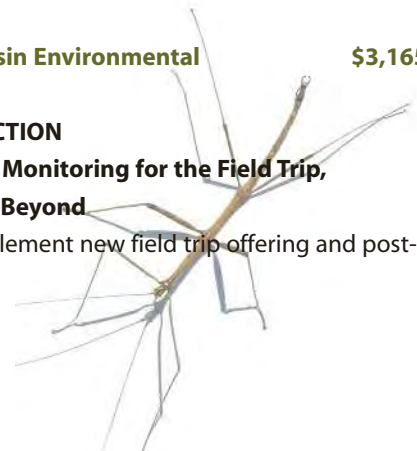 sin Environmental $3,165
CTION
Monitoring for the Field Trip,
Beyond
lement new field trip offering and post-